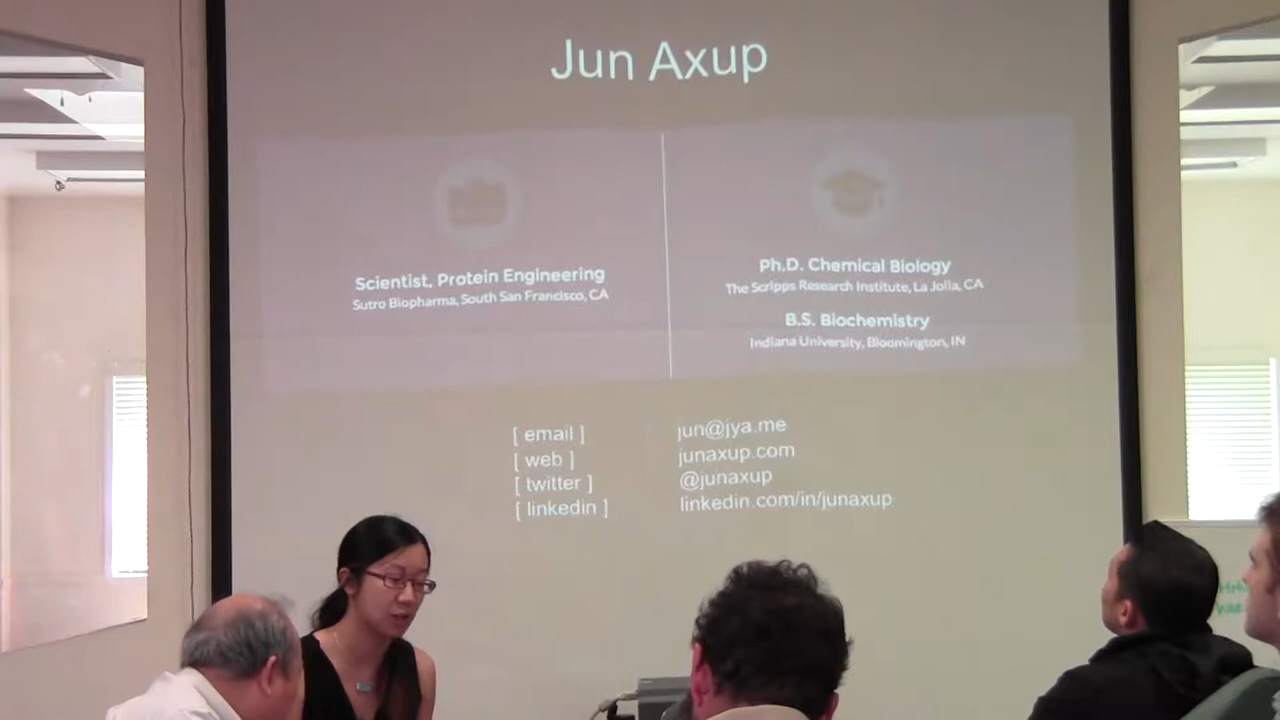 Jun Axup
Scientist, Protein Engineering
Sutro Biopharma, South San Francisco, CA
Ph.D. Chemical Biology
The Scripps Research Institute, La Jolla, CA
B.S. Biochemistry
Indiana University, Bloomington, IN
[ email ] jun@jya.me
[ web ] junaxup.com
[ twitter ] @junaxup
[ linkedin ] linkedin.com/in/junaxup